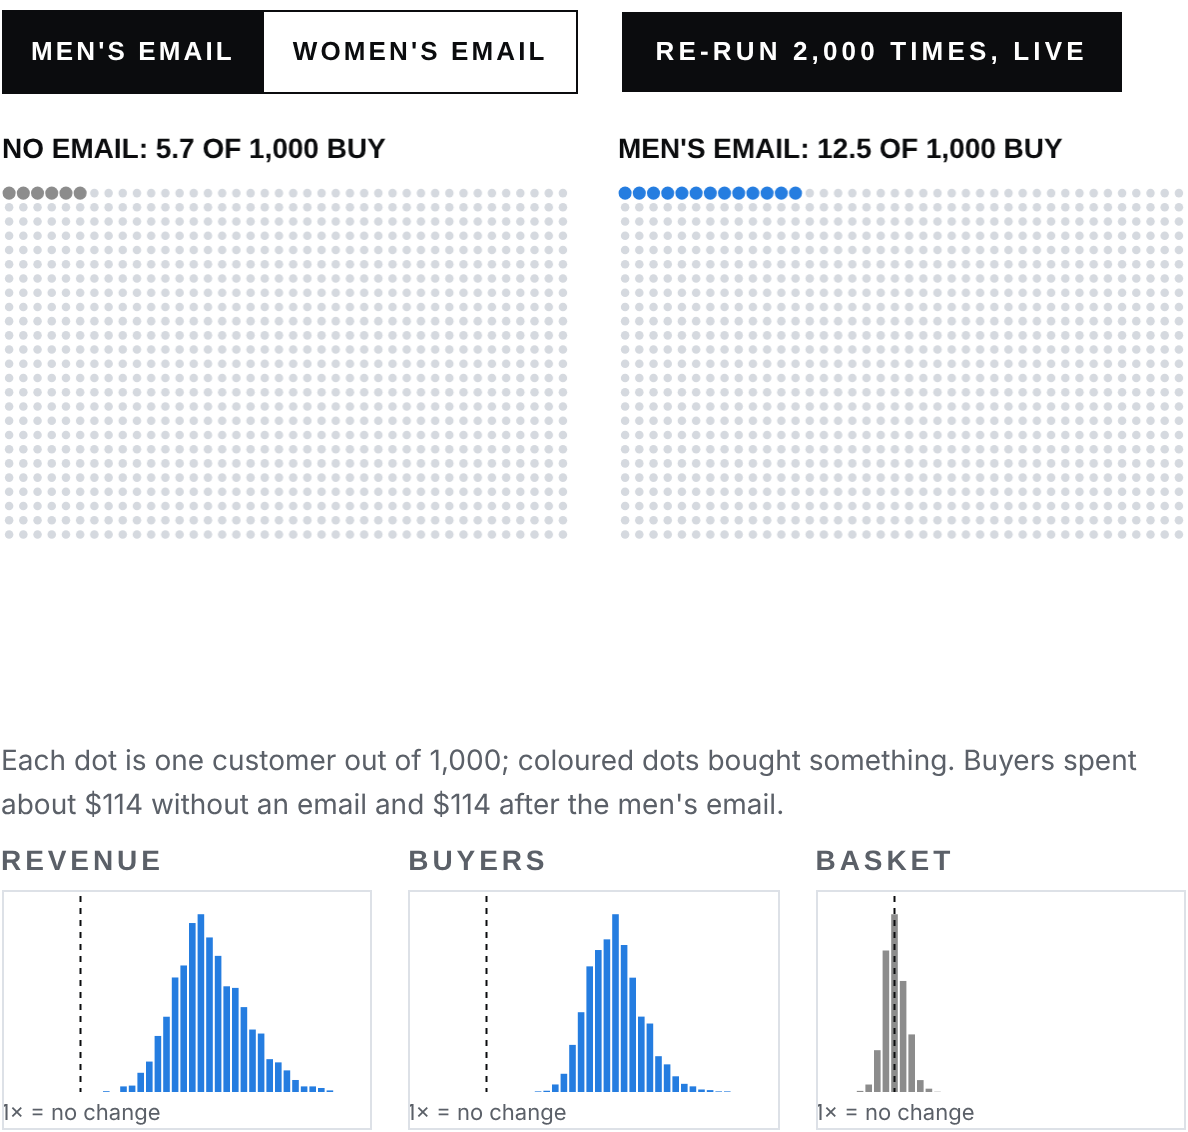 MEN'S EMAIL
WOMEN'S EMAIL
RE-RUN 2,000 TIMES, LIVE
NO EMAIL: 5.7 OF 1,000 BUY
MEN'S EMAIL: 12.5 OF 1,000 BUY
Each dot is one customer out of 1,000; coloured dots bought something. Buyers spent
about $114 without an email and $114 after the men's email.
REVENUE
BUYERS
BASKET
1× = no change
1× = no change
1× = no change